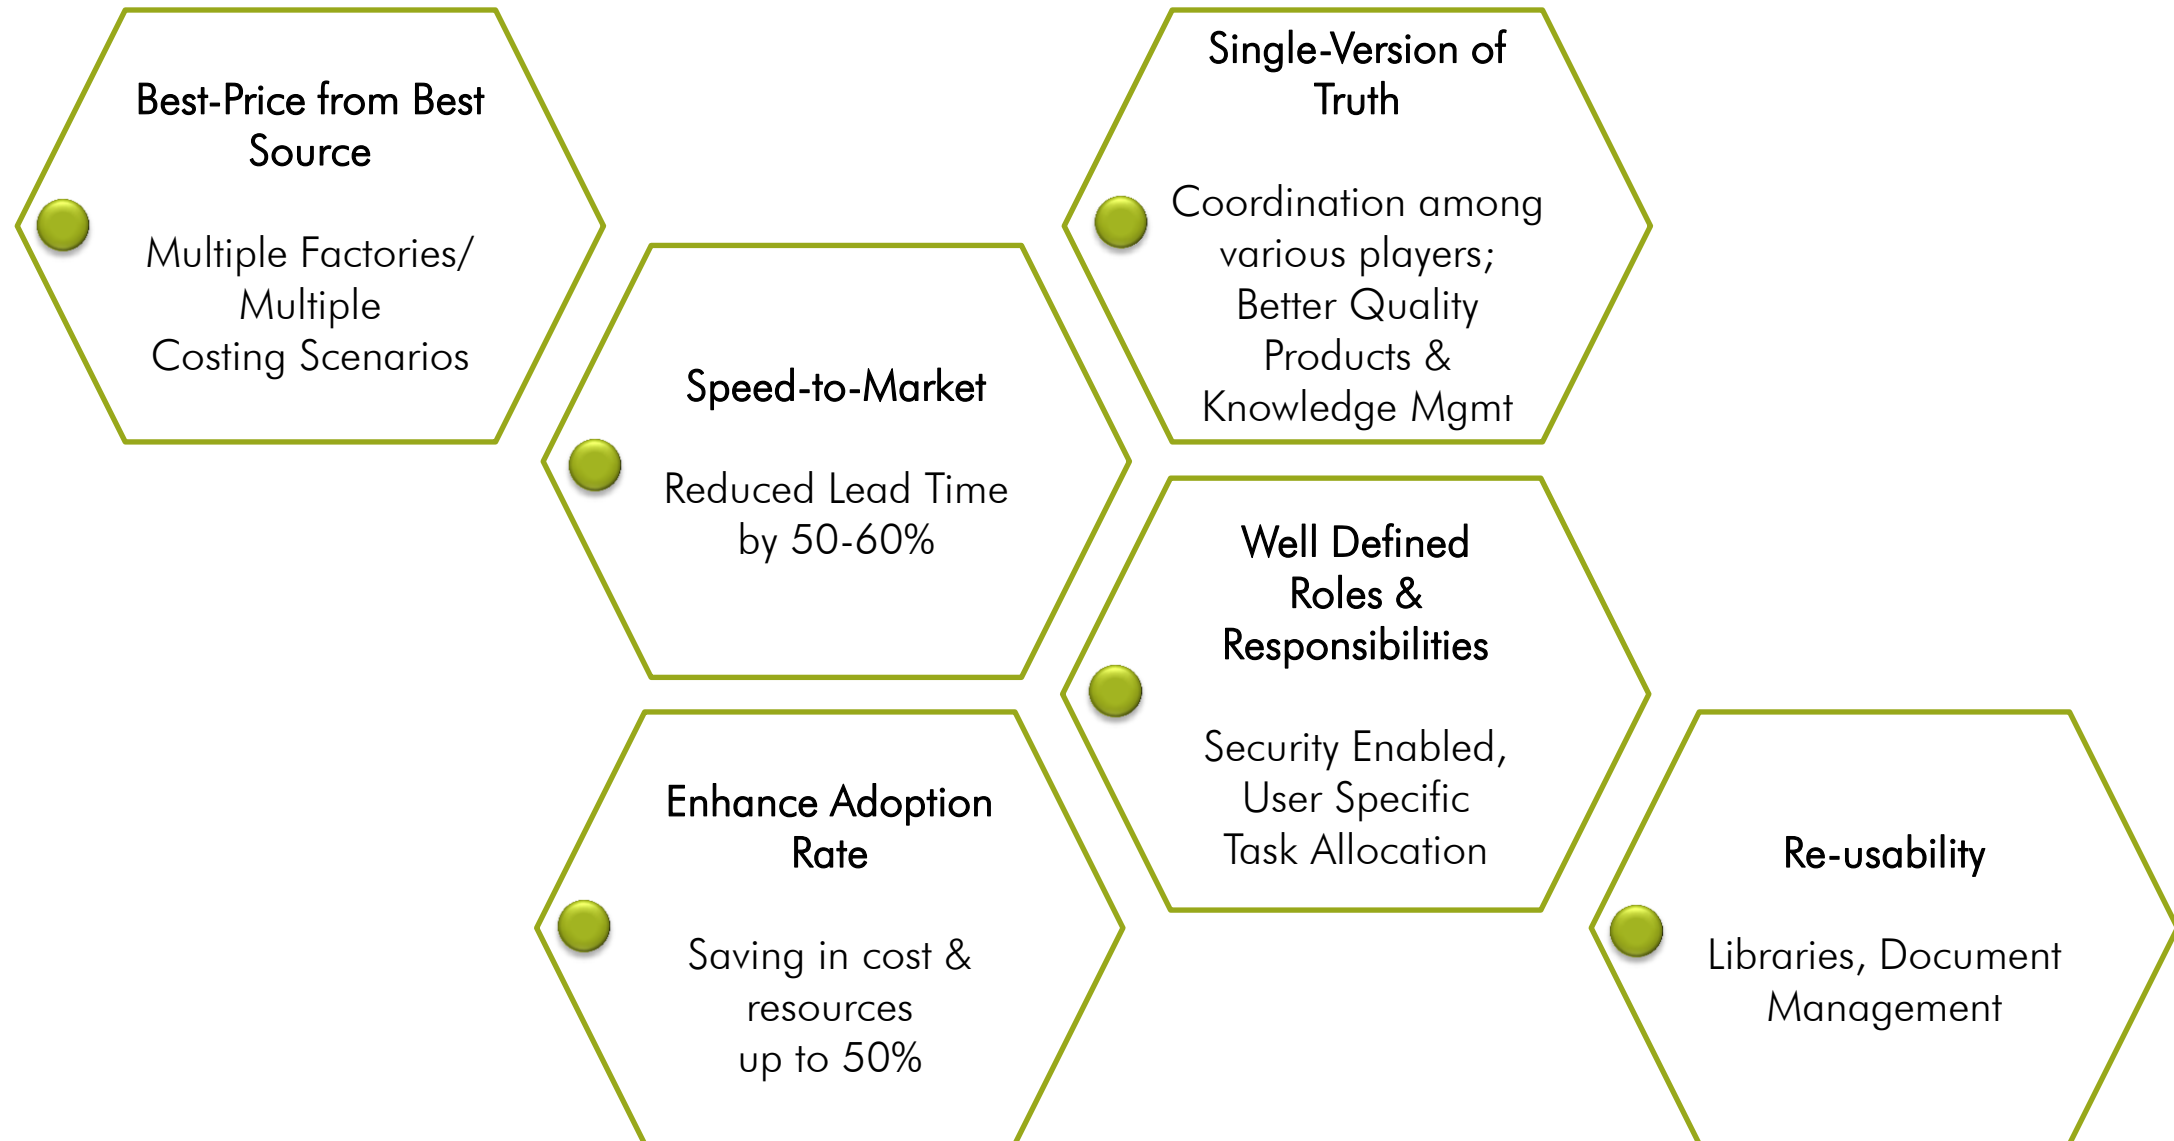 Best-Price from Best
Source
Multiple Factories/
Multiple
Costing Scenarios
Speed-to-Market
Reduced Lead Time
by 50-60%
Single-Version of
Truth
Coordination among
various players;
Better Quality
Products &
Knowledge Mgmt
Well Defined
Roles &
Responsibilities
Security Enabled,
User Specific
Task Allocation
Enhance Adoption
Rate
Saving in cost &
resources
up to 50%
Re-usability
Libraries, Document
Management